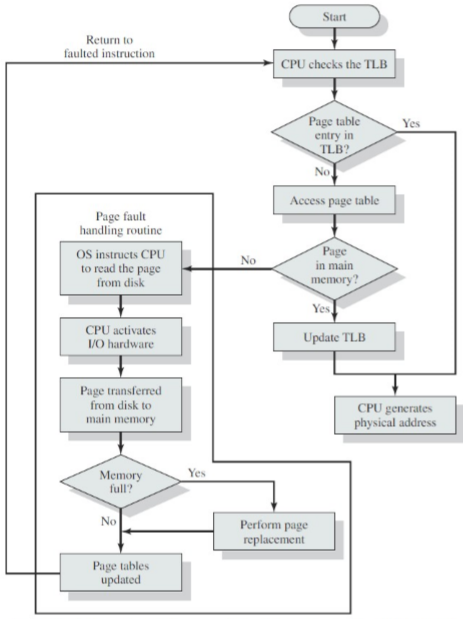 Start
Return to
faulted instruction
CPU checks the TLB
Page table
entry in
TLB?
Yes
No
Access page table
Page fault
handling routine
OS instructs CPU
to read the page
from disk
No
Page
in main
memory?
Yes
CPU activates
I/O hardware
Update TLB
Page transferred
from disk to
main memory
CPU generates
physical address
Memory
full?
Yes
No
Perform page
replacement
Page tables
updated